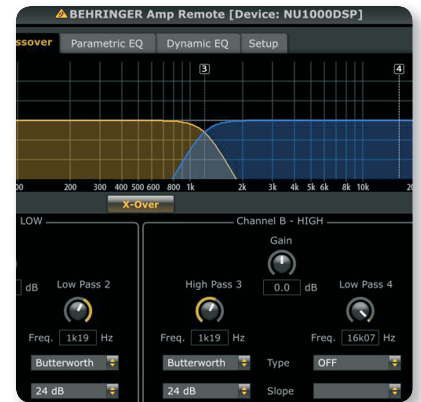 BEHRINGER Amp Remote [Device: NU1000DSP]
Parametric EQ Dynamic EQ Setup
3 4
200 300 400 500 600 800 1k 2k 3k 4k 5k 6k 8k 10k
X-Over
LOW Channel B - HIGH
Gain
dB Low Pass 2 High Pass 3 0.0 dB Low Pass 4
Freq. 1k19 Hz Freq. 1k19 Hz Freq. 16k07 Hz
Butterworth Butterworth Type OFF
24 dB 24 dB Slope